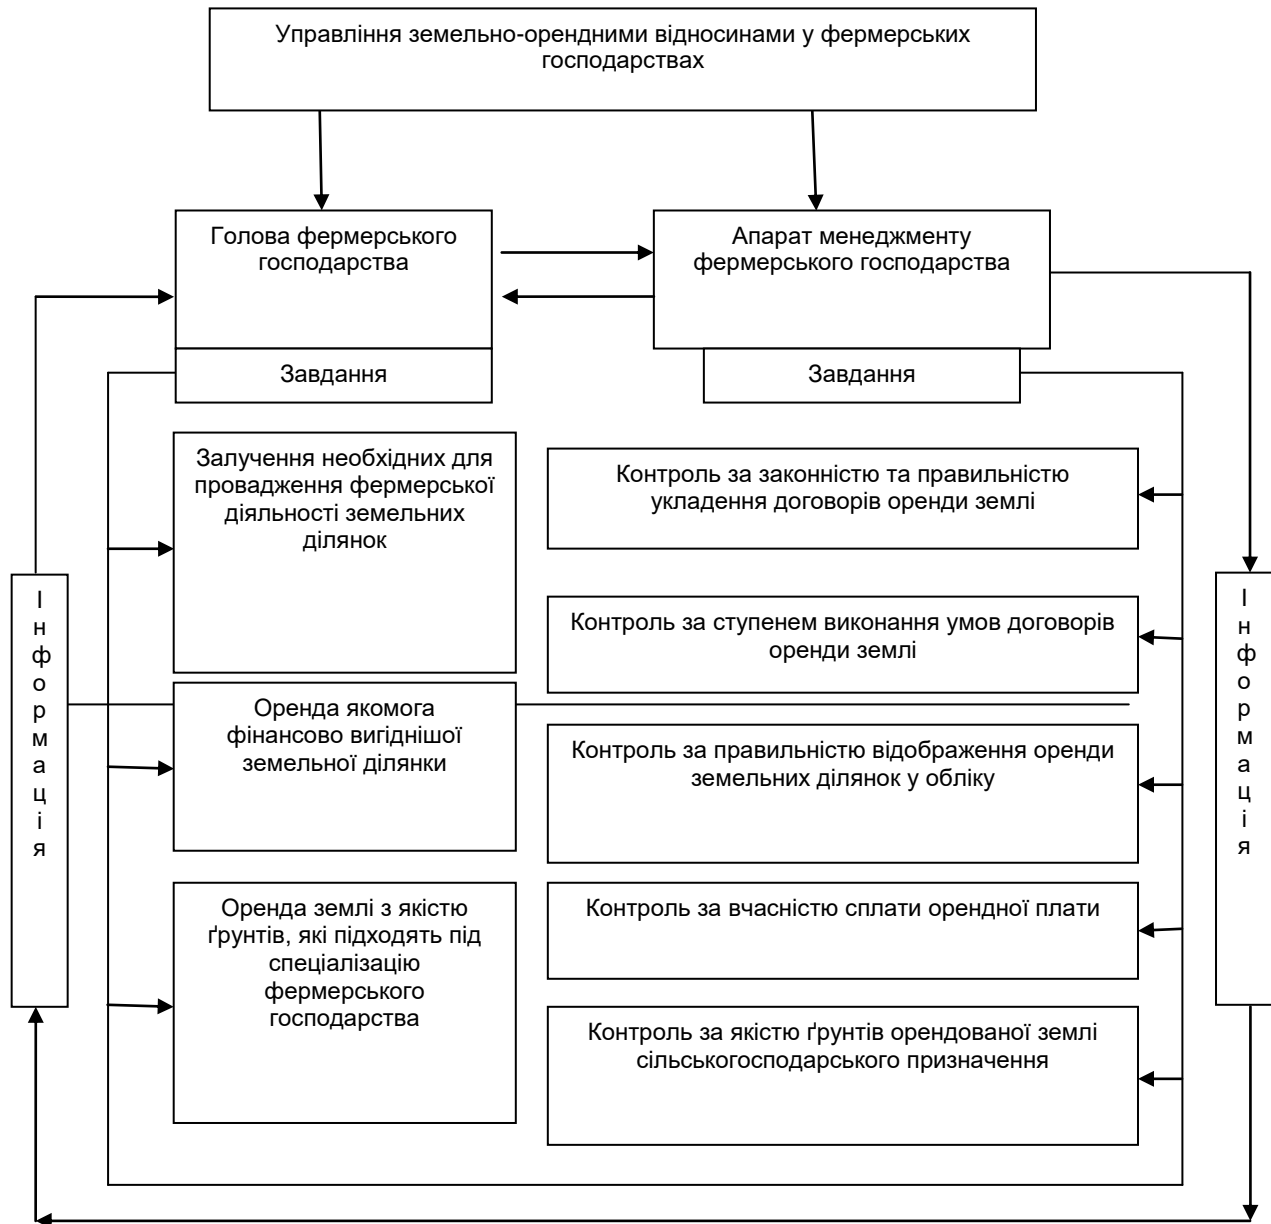 Управління земельно-орендними відносинами у фермерських
господарствах
Голова фермерського
господарства
Апарат менеджменту
фермерського господарства
Завдання
Завдання
Залучення необхідних для
провадження фермерської
діяльності земельних
ділянок
Оренда якомога
фінансово вигіднішої
земельної ділянки
Оренда землі з якістю
ґрунтів, які підходять під
спеціалізацію
фермерського
господарства
Контроль за законністю та правильністю
укладення договорів оренди землі
Контроль за ступенем виконання умов договорів
оренди землі
Контроль за правильністю відображення оренди
земельних ділянок у обліку
Контроль за вчасністю сплати орендної плати
Контроль за якістю ґрунтів орендованої землі
сільськогосподарського призначення
Інформація
Інформація